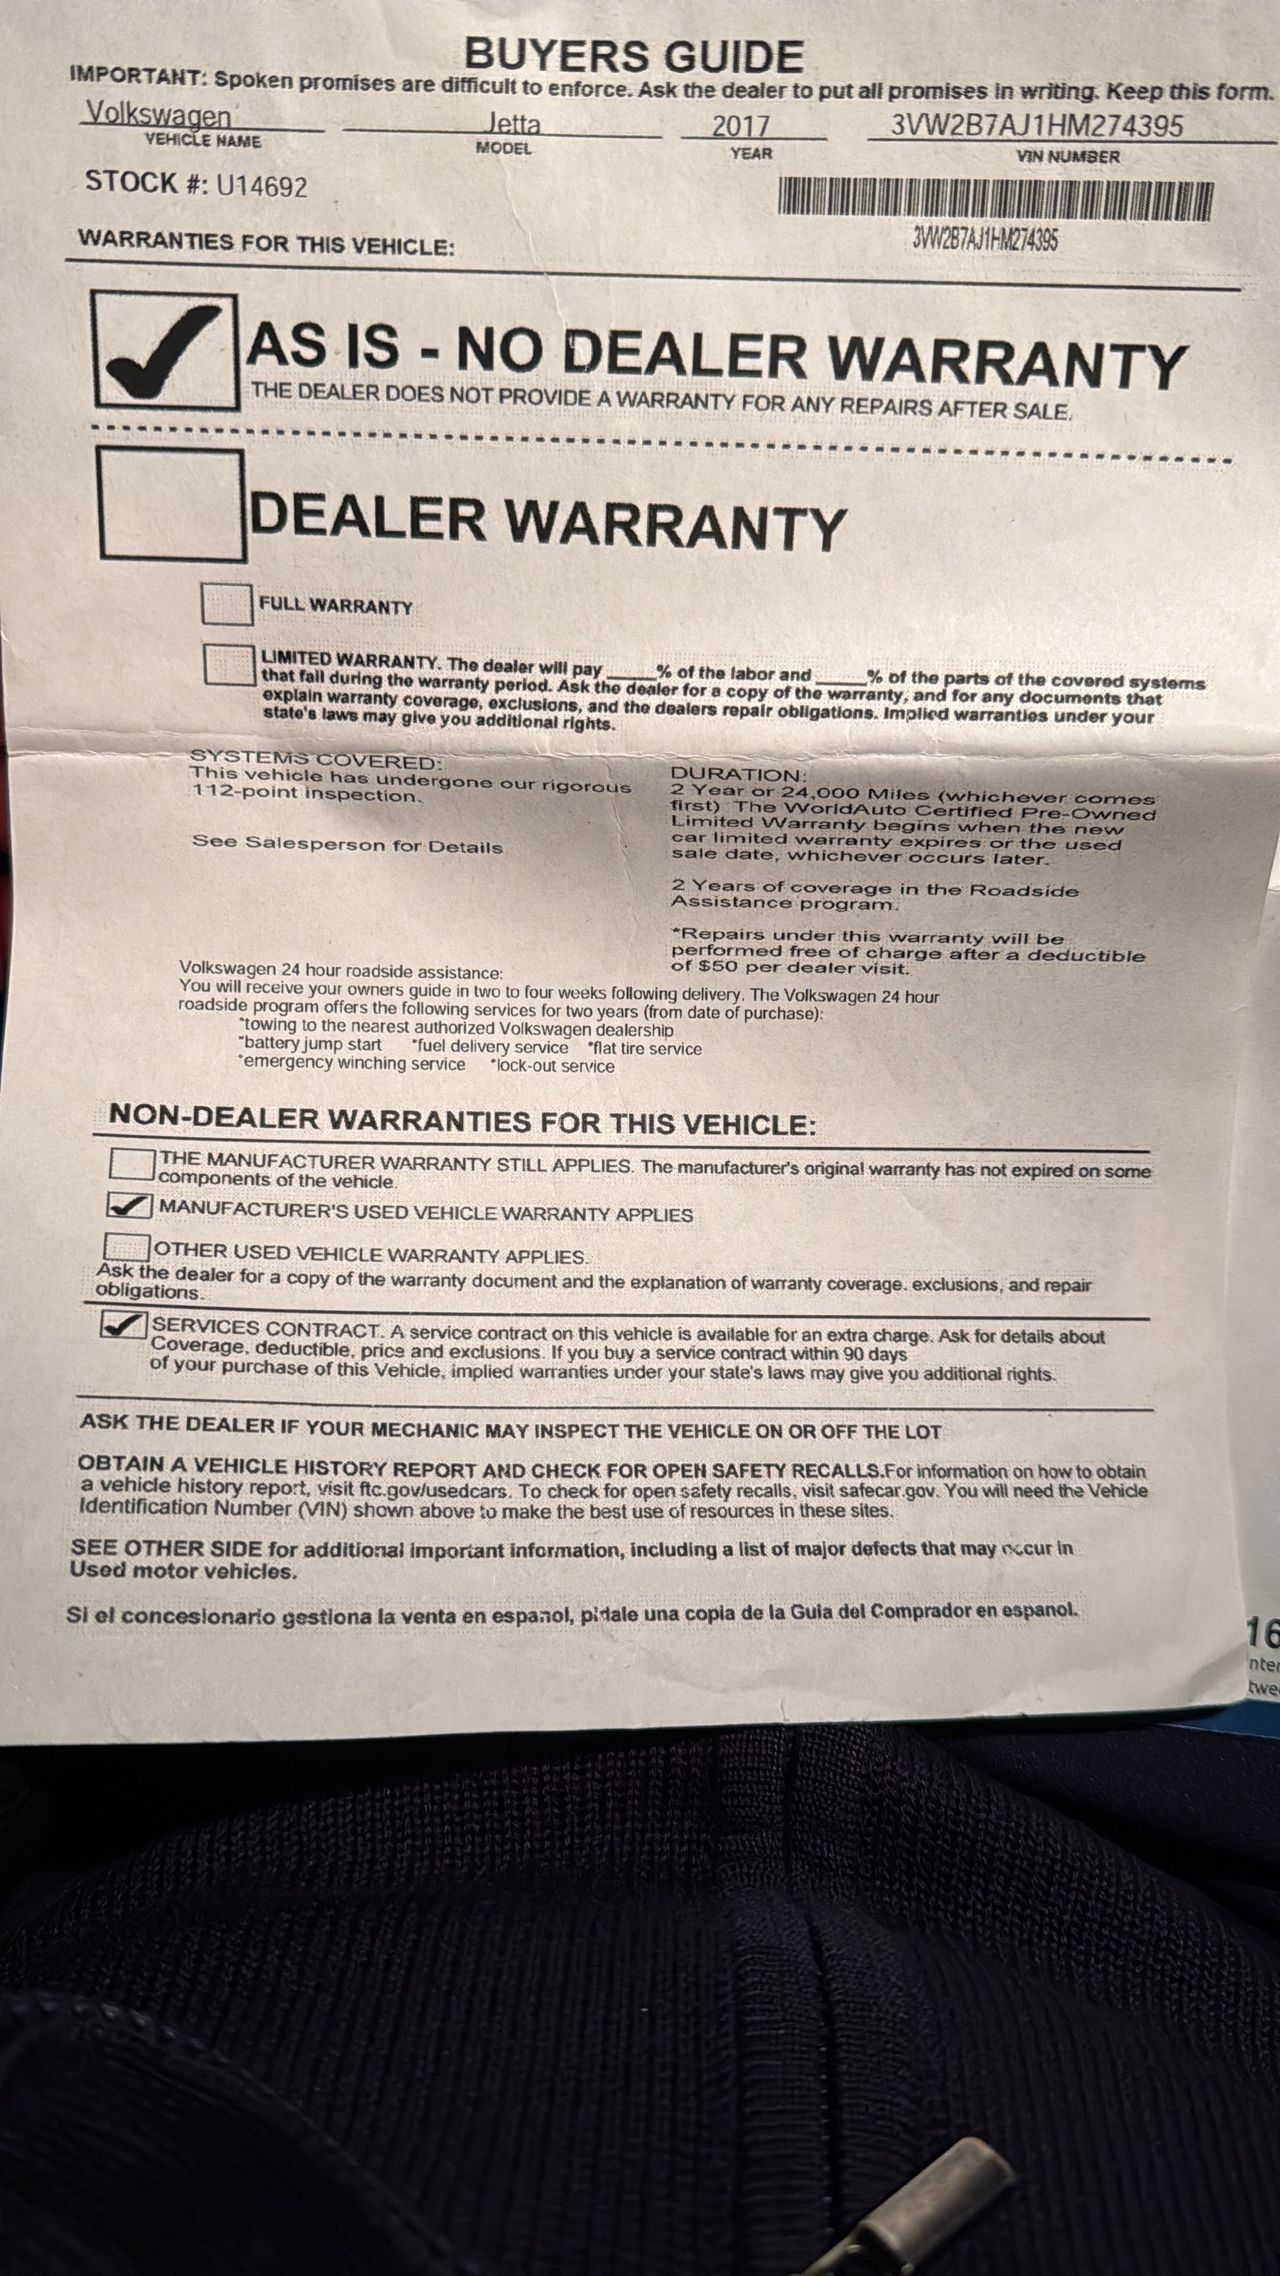 BUYERS GUIDE
IMPORTANT: Spoken promises are difficult to enforce. Ask the dealer to put all promises in writing. Keep this form.
Volkswagen Jetta 2017 3VW2B7AJ1HM274395
VEHICLE NAME MODEL YEAR VIN NUMBER
STOCK #: U14692
3VW2B7AJ1HM274395
WARRANTIES FOR THIS VEHICLE:
AS IS - NO DEALER WARRANTY
THE DEALER DOES NOT PROVIDE A WARRANTY FOR ANY REPAIRS AFTER SALE.
DEALER WARRANTY
FULL WARRANTY
LIMITED WARRANTY. The dealer will pay _____% of the labor and _____% of the parts of the covered systems
that fail during the warranty period. Ask the dealer for a copy of the warranty, and for any documents that
explain warranty coverage, exclusions, and the dealers repair obligations. Implied warranties under your
state's laws may give you additional rights.
SYSTEMS COVERED:
This vehicle has undergone our rigorous
112-point inspection.
See Salesperson for Details
DURATION:
2 Year or 24,000 Miles (whichever comes
first) The WorldAuto Certified Pre-Owned
Limited Warranty begins when the new
car limited warranty expires or the used
sale date, whichever occurs later.
2 Years of coverage in the Roadside
Assistance program.
*Repairs under this warranty will be
performed free of charge after a deductible
of $50 per dealer visit.
Volkswagen 24 hour roadside assistance:
You will receive your owners guide in two to four weeks following delivery. The Volkswagen 24 hour
roadside program offers the following services for two years (from date of purchase):
*towing to the nearest authorized Volkswagen dealership
*battery jump start *fuel delivery service *flat tire service
*emergency winching service *lock-out service
NON-DEALER WARRANTIES FOR THIS VEHICLE:
THE MANUFACTURER WARRANTY STILL APPLIES. The manufacturer's original warranty has not expired on some
components of the vehicle.
MANUFACTURER'S USED VEHICLE WARRANTY APPLIES
OTHER USED VEHICLE WARRANTY APPLIES.
Ask the dealer for a copy of the warranty document and the explanation of warranty coverage. exclusions, and repair
obligations.
SERVICES CONTRACT. A service contract on this vehicle is available for an extra charge. Ask for details about
Coverage, deductible, price and exclusions. If you buy a service contract within 90 days
of your purchase of this Vehicle, implied warranties under your state's laws may give you additional rights.
ASK THE DEALER IF YOUR MECHANIC MAY INSPECT THE VEHICLE ON OR OFF THE LOT
OBTAIN A VEHICLE HISTORY REPORT AND CHECK FOR OPEN SAFETY RECALLS.For information on how to obtain
a vehicle history report, visit ftc.gov/usedcars. To check for open safety recalls, visit safecar.gov. You will need the Vehicle
Identification Number (VIN) shown above to make the best use of resources in these sites.
SEE OTHER SIDE for additional important information, including a list of major defects that may occur in
Used motor vehicles.
Si el concesionario gestiona la venta en espanol, pidale una copia de la Guia del Comprador en espanol.
16
nter
twe